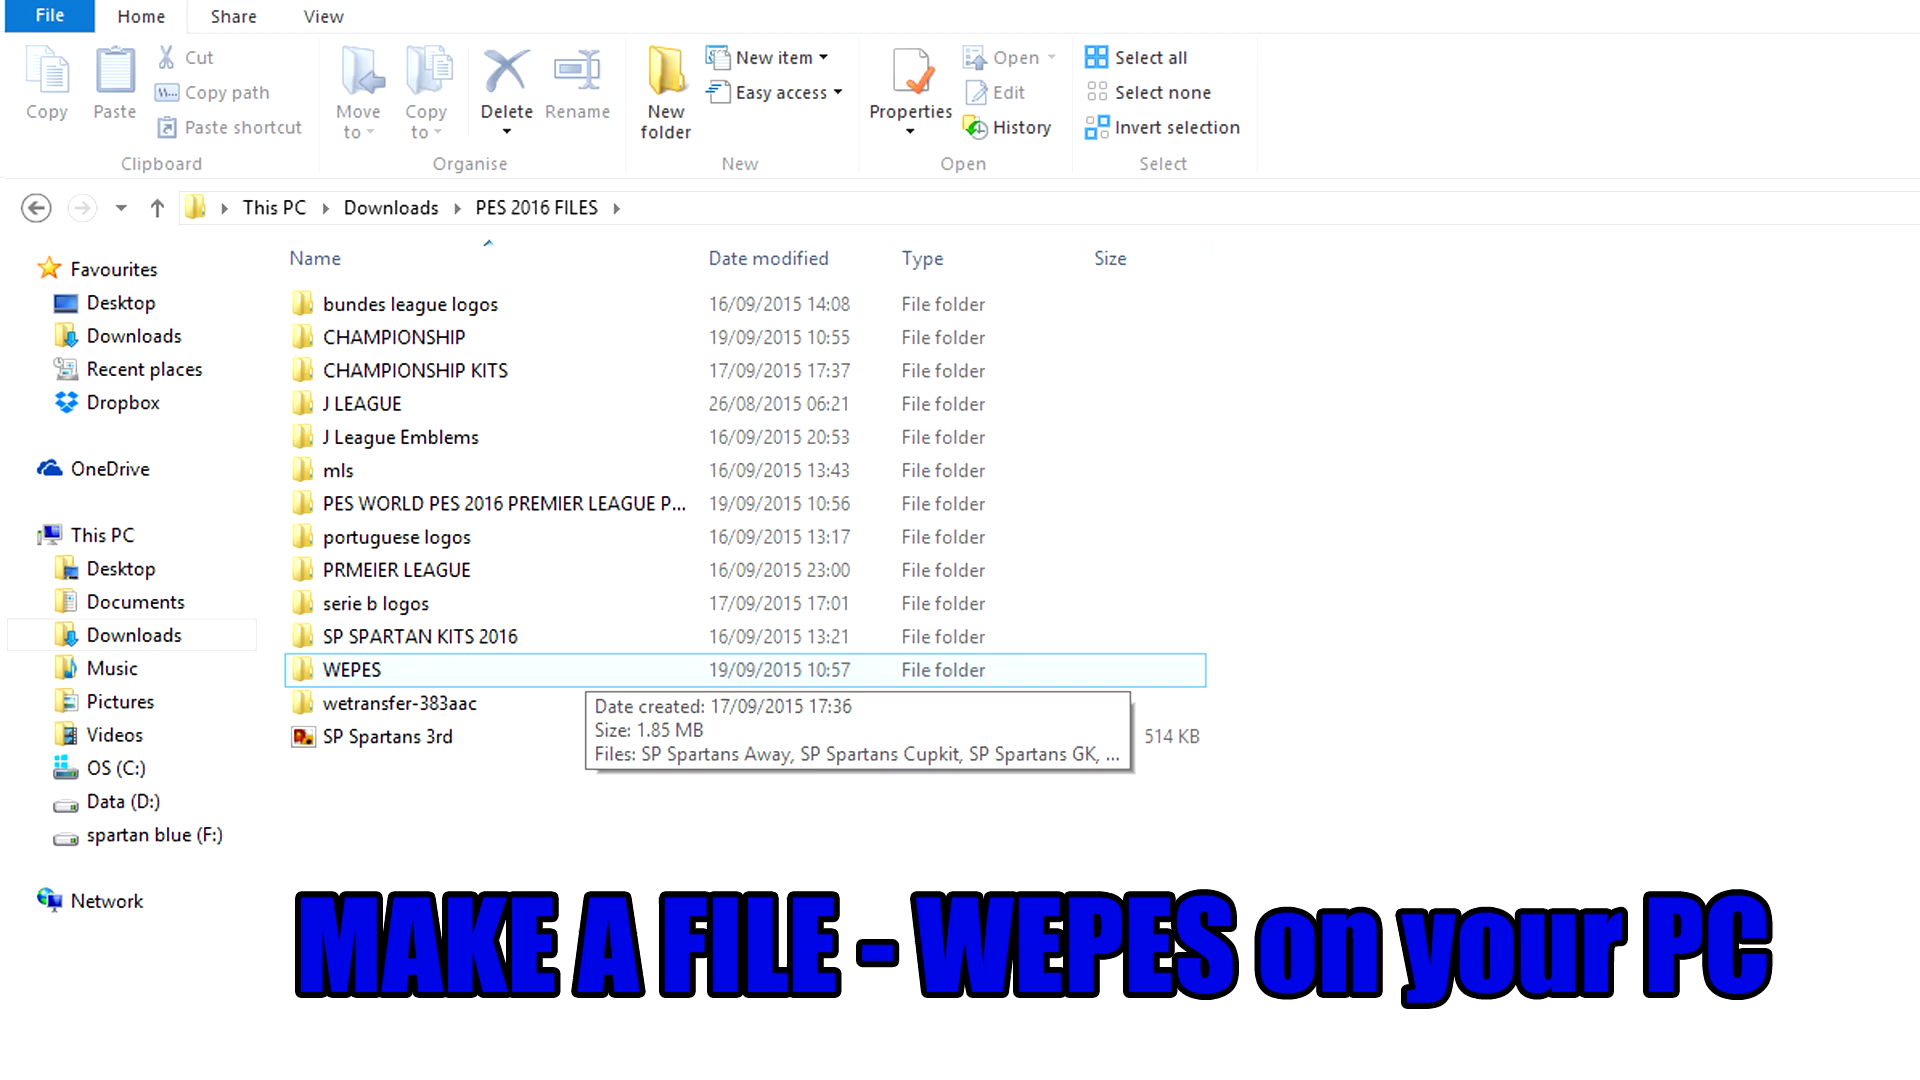 File Home Share View
Cut
Copy path
Paste shortcut
Copy Paste
Move to Copy to Delete Rename
New folder
New item
Easy access
Properties
Open
Edit
History
Select all
Select none
Invert selection
Clipboard Organise New Open Select
This PC Downloads PES 2016 FILES
Name Date modified Type Size
Favourites
Desktop
Downloads
Recent places
Dropbox
OneDrive
This PC
Desktop
Documents
Downloads
Music
Pictures
Videos
OS (C:)
Data (D:)
spartan blue (F:)
Network
bundes league logos 16/09/2015 14:08 File folder
CHAMPIONSHIP 19/09/2015 10:55 File folder
CHAMPIONSHIP KITS 17/09/2015 17:37 File folder
J LEAGUE 26/08/2015 06:21 File folder
J League Emblems 16/09/2015 20:53 File folder
mls 16/09/2015 13:43 File folder
PES WORLD PES 2016 PREMIER LEAGUE P... 19/09/2015 10:56 File folder
portuguese logos 16/09/2015 13:17 File folder
PRMEIER LEAGUE 16/09/2015 23:00 File folder
serie b logos 17/09/2015 17:01 File folder
SP SPARTAN KITS 2016 16/09/2015 13:21 File folder
WEPES 19/09/2015 10:57 File folder
wetransfer-383aac
SP Spartans 3rd 514 KB
Date created: 17/09/2015 17:36
Size: 1.85 MB
Files: SP Spartans Away, SP Spartans Cupkit, SP Spartans GK, ...
MAKE A FILE - WEPES on your PC